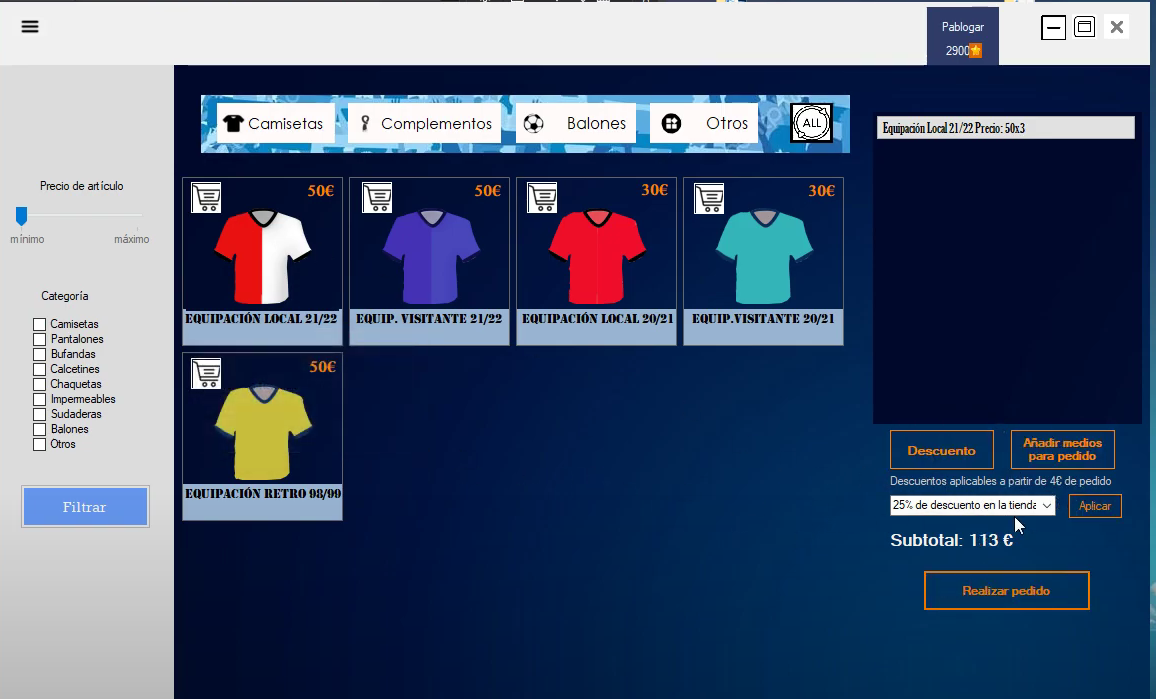 Pablogar
2900
Camisetas
Complementos
Balones
Otros
ALL
Equipación Local 21/22 Precio: 50x3
Precio de artículo
mínimo
máximo
Categoría
Camisetas
Pantalones
Bufandas
Calcetines
Chaquetas
Impermeables
Sudaderas
Balones
Otros
Filtrar
50€
EQUIPACIÓN LOCAL 21/22
50€
EQUIP. VISITANTE 21/22
30€
EQUIPACIÓN LOCAL 20/21
30€
EQUIP.VISITANTE 20/21
50€
EQUIPACIÓN RETRO 98/99
Descuento
Añadir medios
para pedido
Descuentos aplicables a partir de 4€ de pedido
25% de descuento en la tienda
Aplicar
Subtotal: 113 €
Realizar pedido